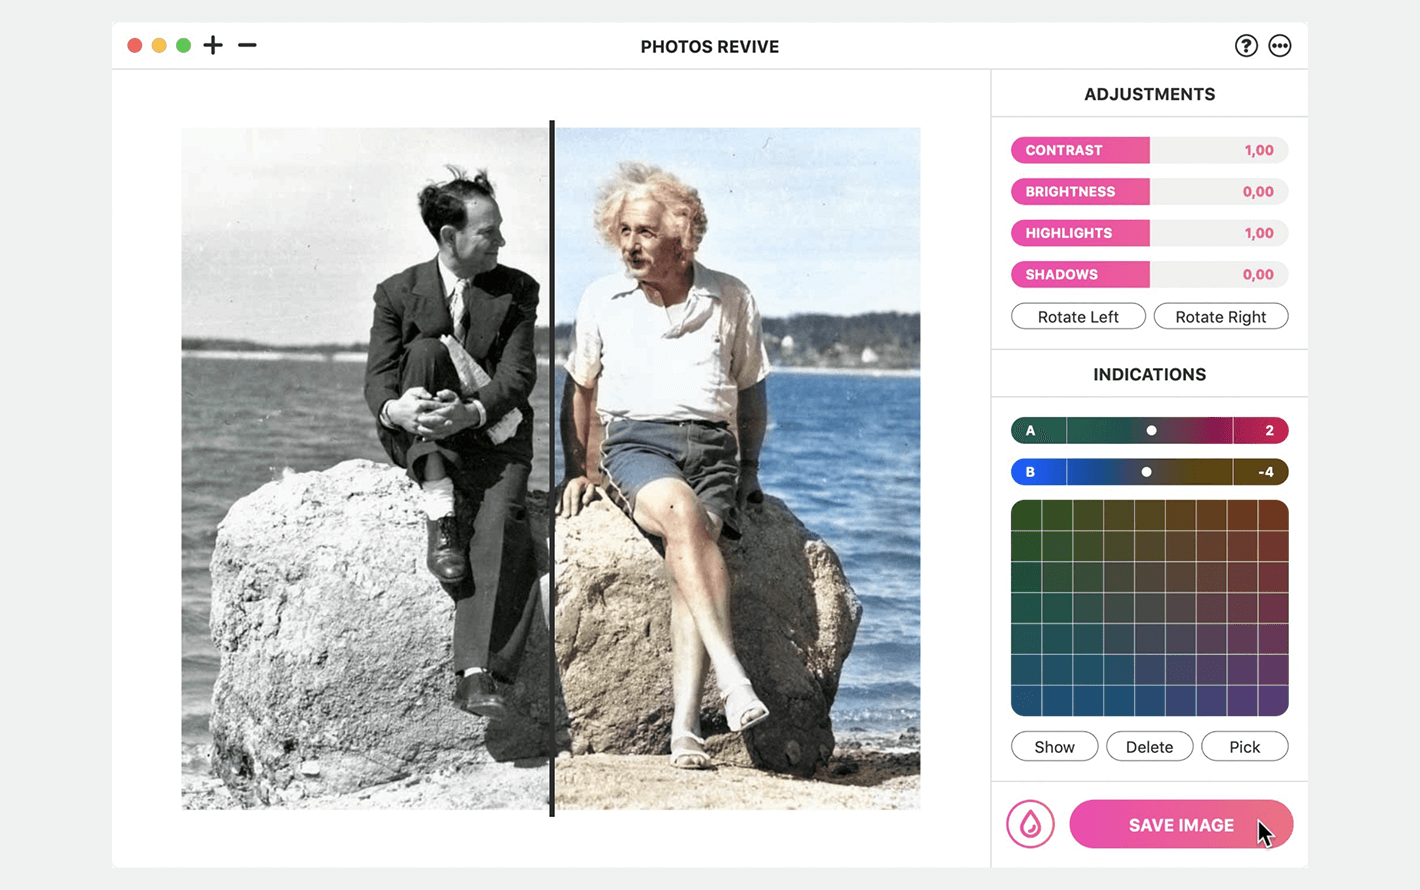 PHOTOS REVIVE
?
ADJUSTMENTS
CONTRAST 1,00
BRIGHTNESS 0,00
HIGHLIGHTS 1,00
SHADOWS 0,00
Rotate Left Rotate Right
INDICATIONS
A 2
B -4
Show Delete Pick
SAVE IMAGE